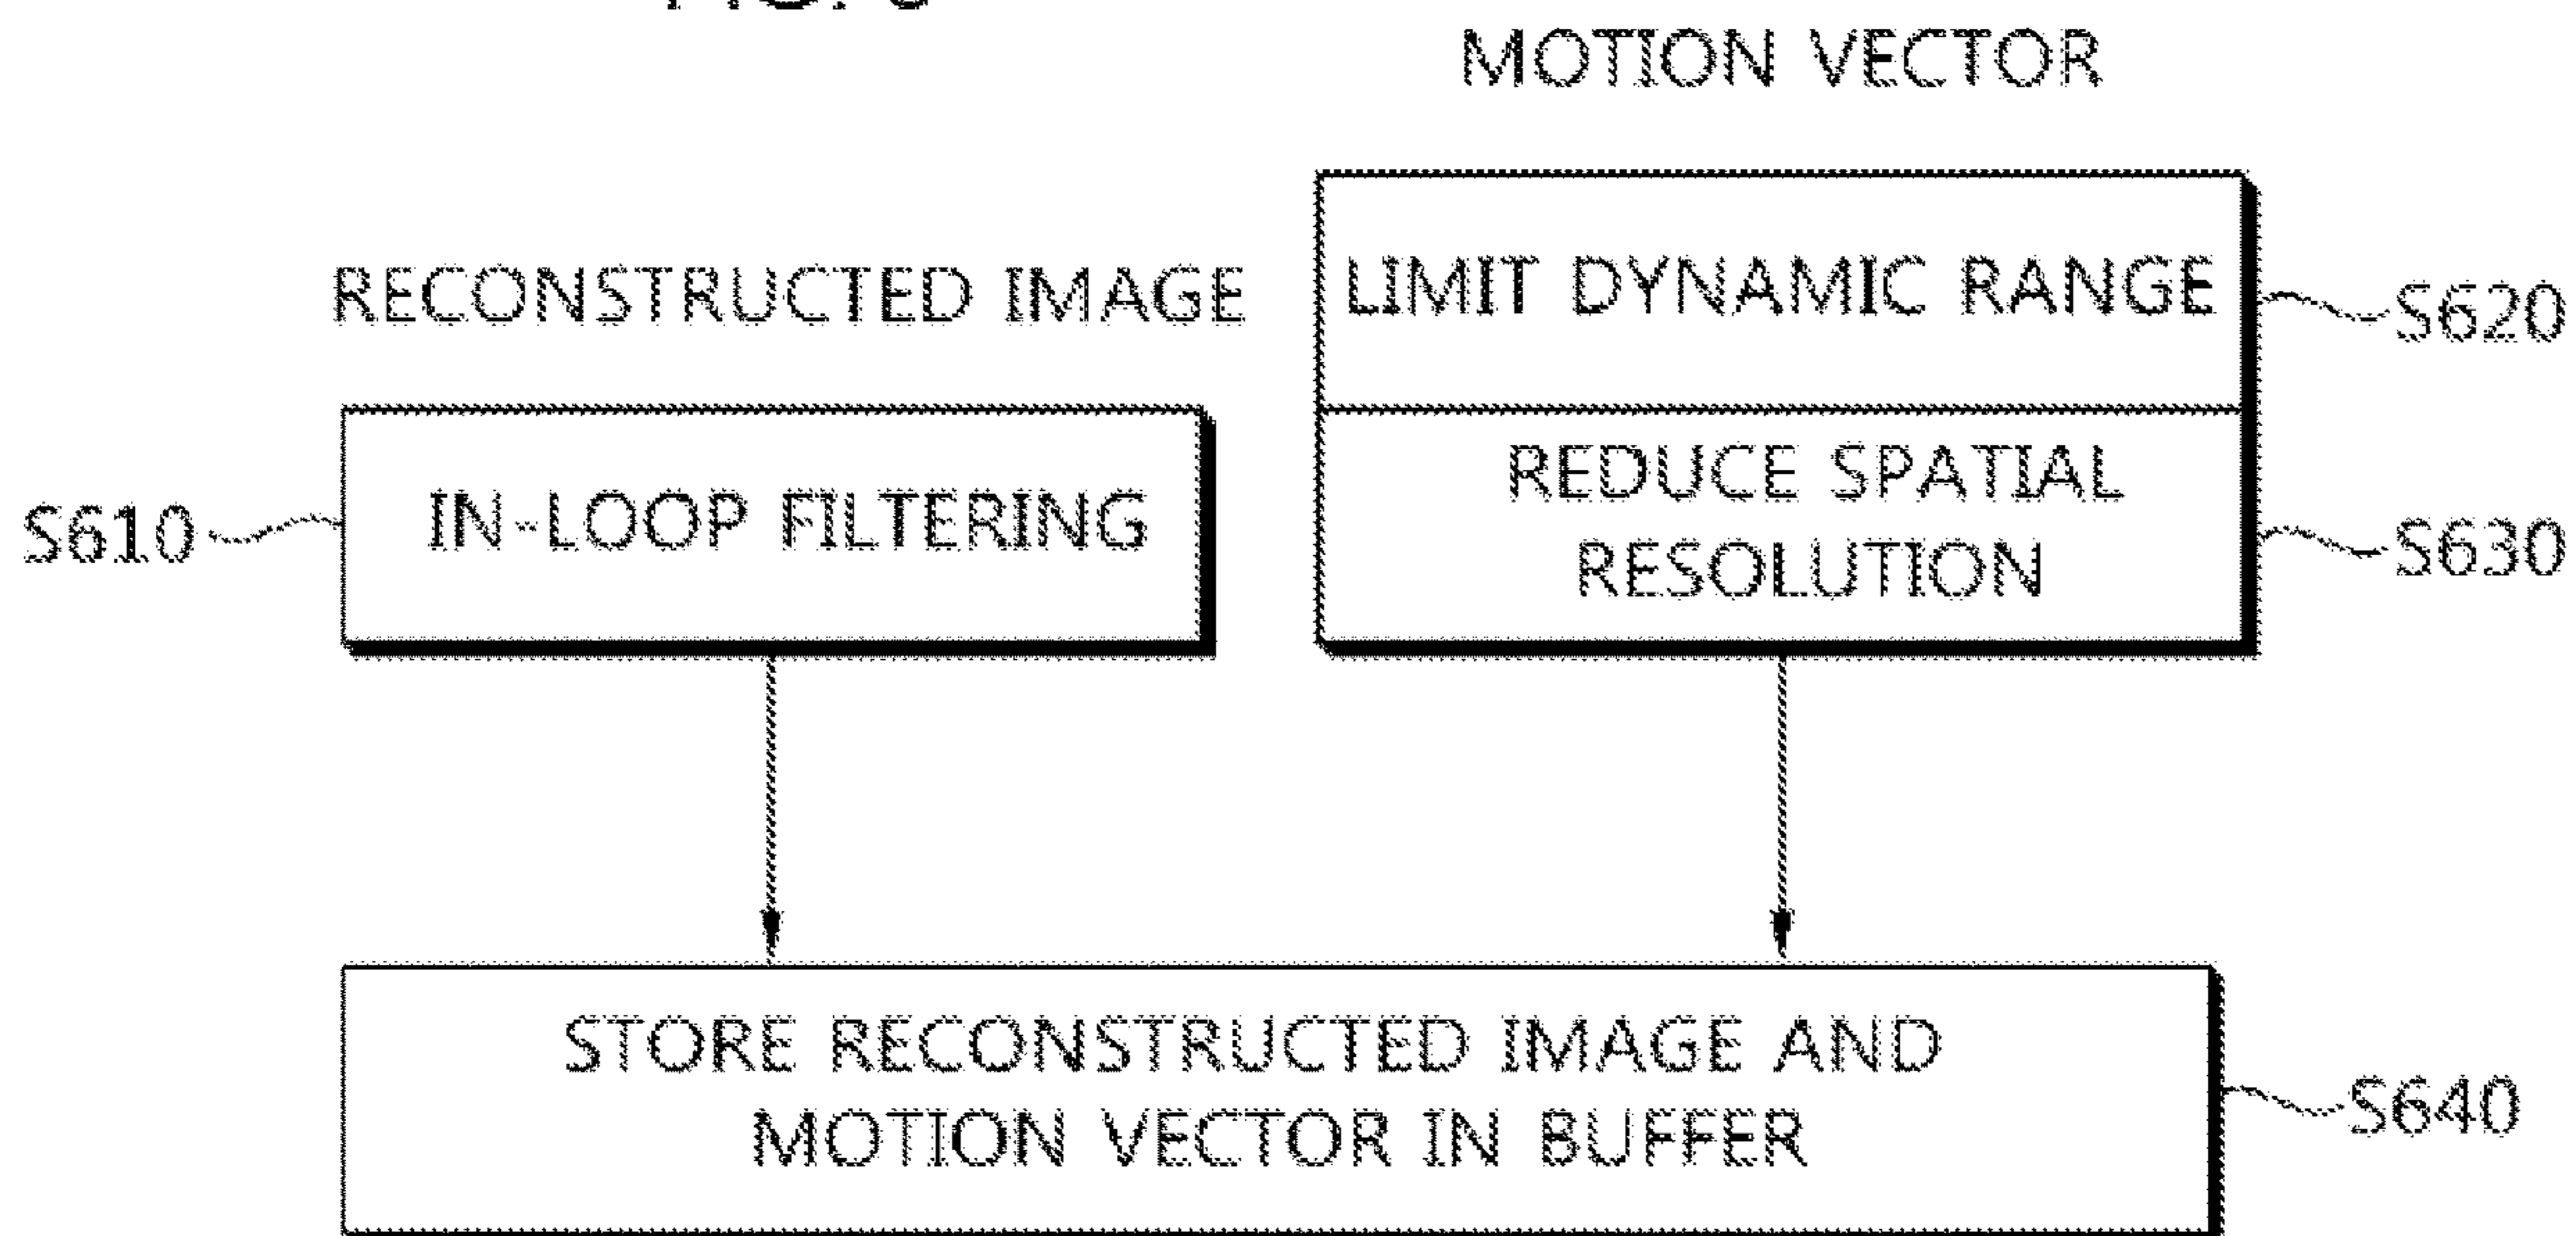 MOTION VECTOR
RECONSTRUCTED IMAGE
LIMIT DYNAMIC RANGE
S620
S610
IN-LOOP FILTERING
REDUCE SPATIAL
RESOLUTION
S630
STORE RECONSTRUCTED IMAGE AND
MOTION VECTOR IN BUFFER
S640